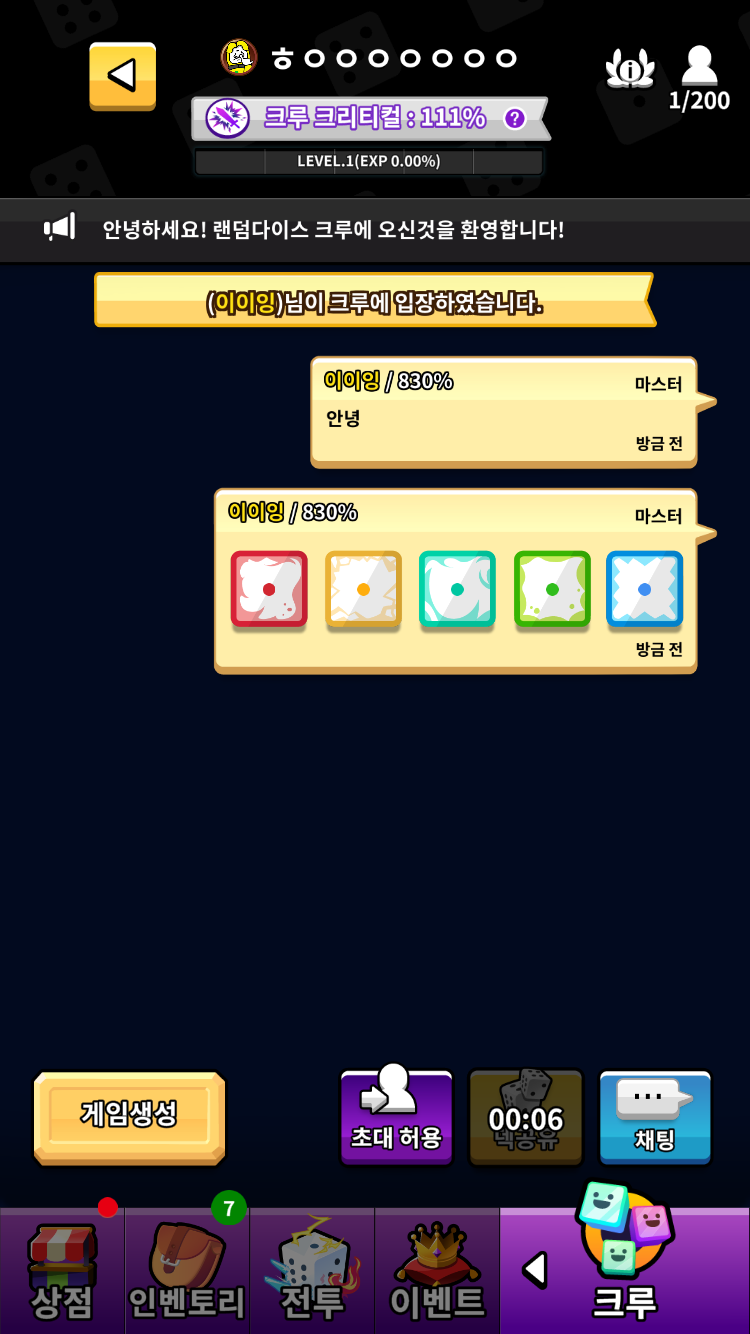 ㅎㅇㅇㅇㅇㅇㅇㅇ
크루 크리티컬 : 111% ?
1/200
LEVEL.1(EXP 0.00%)
안녕하세요! 랜덤다이스 크루에 오신것을 환영합니다!
(이이잉)님이 크루에 입장하였습니다.
이이잉 / 830% 마스터
안녕
방금 전
이이잉 / 830% 마스터
방금 전
게임생성
초대 허용
00:06
덱공유
채팅
7
상점
인벤토리
전투
이벤트
크루